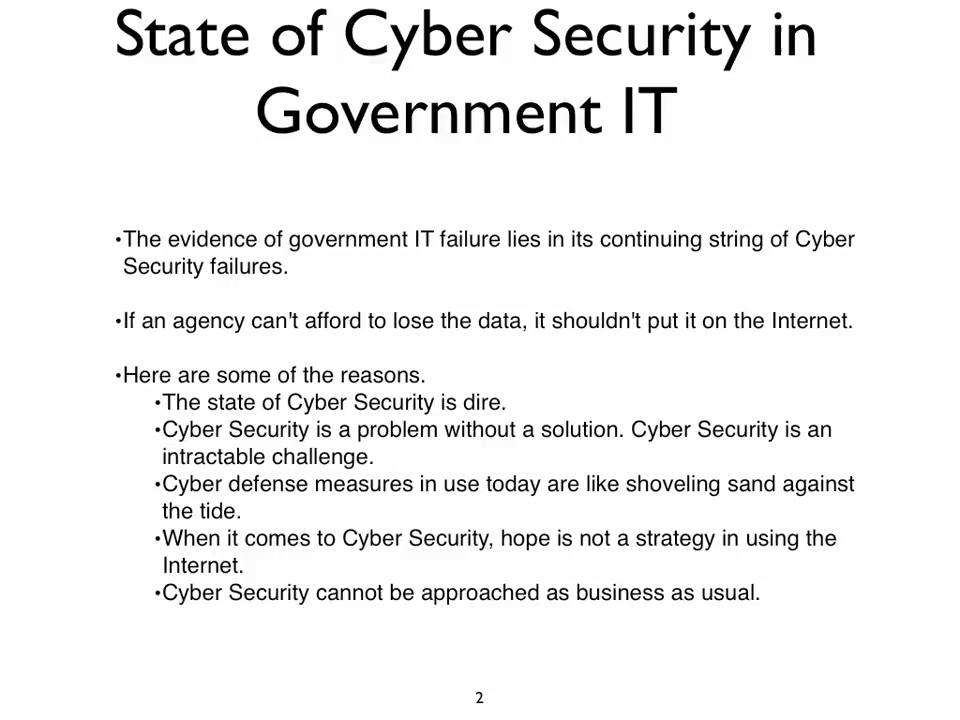 State of Cyber Security in
Government IT
•The evidence of government IT failure lies in its continuing string of Cyber
Security failures.
•If an agency can't afford to lose the data, it shouldn't put it on the Internet.
•Here are some of the reasons.
•The state of Cyber Security is dire.
•Cyber Security is a problem without a solution. Cyber Security is an
intractable challenge.
•Cyber defense measures in use today are like shoveling sand against
the tide.
•When it comes to Cyber Security, hope is not a strategy in using the
Internet.
•Cyber Security cannot be approached as business as usual.
2